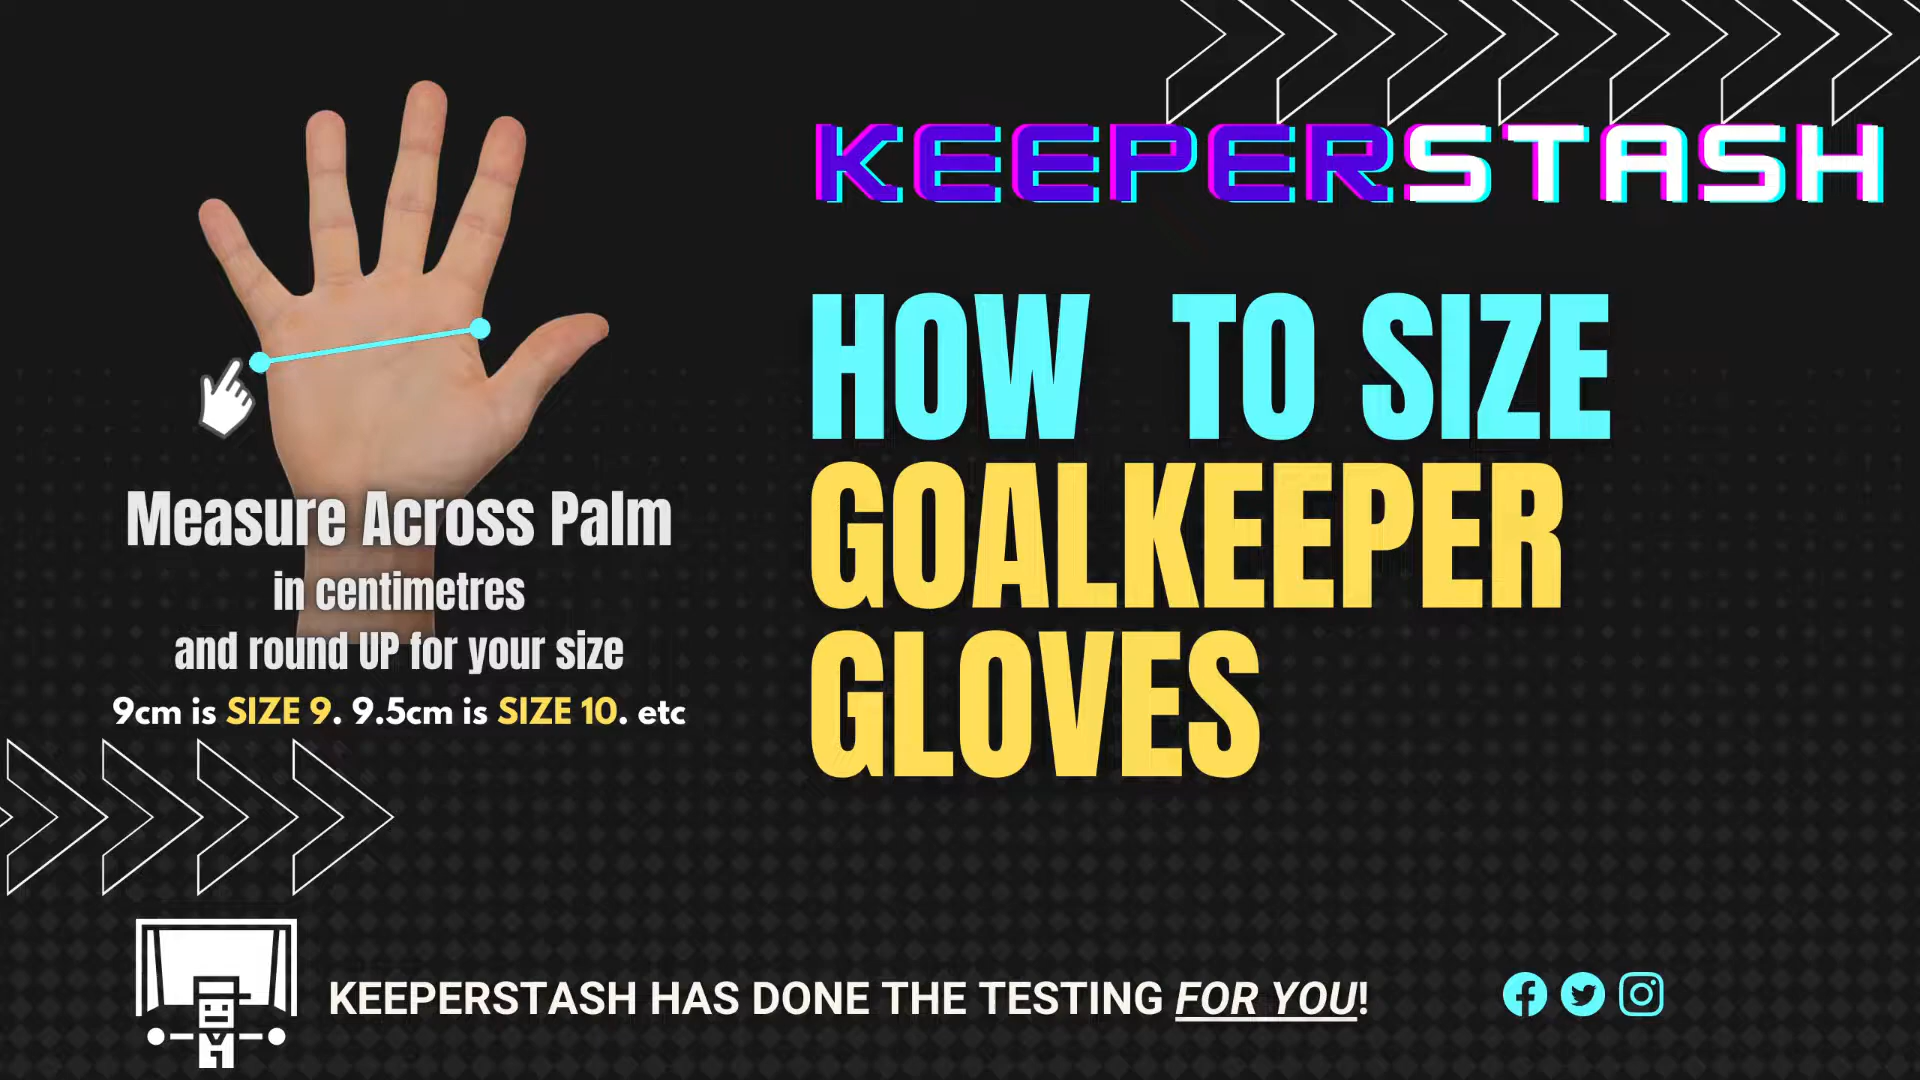 KEEPERSTASH
HOW TO SIZE
GOALKEEPER
GLOVES
Measure Across Palm
in centimetres
and round UP for your size
9cm is SIZE 9. 9.5cm is SIZE 10. etc
KEEPERSTASH HAS DONE THE TESTING FOR YOU!
1